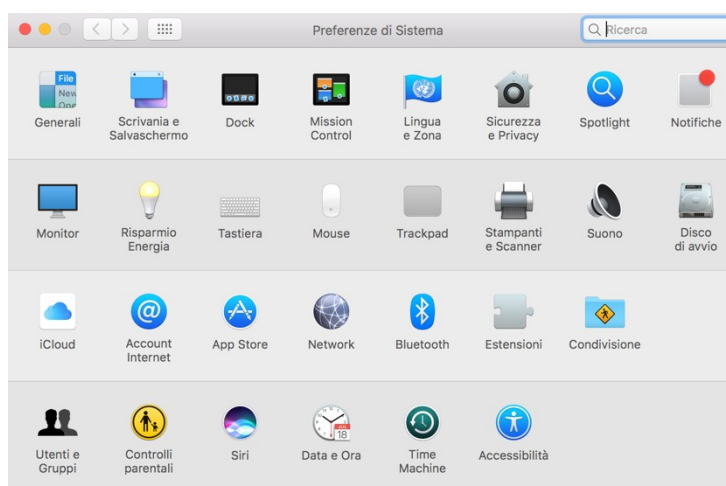 Preferenze di Sistema
Ricerca
File
New
Generali
Scrivania e
Salvaschermo
Dock
Mission
Control
Lingua
e Zona
Sicurezza
e Privacy
Spotlight
Notifiche
Monitor
Risparmio
Energia
Tastiera
Mouse
Trackpad
Stampanti
e Scanner
Suono
Disco
di avvio
iCloud
@
Account
Internet
App Store
Network
Bluetooth
Estensioni
Condivisione
Utenti e
Gruppi
Controlli
parentali
Siri
18
Data e Ora
Time
Machine
Accessibilità